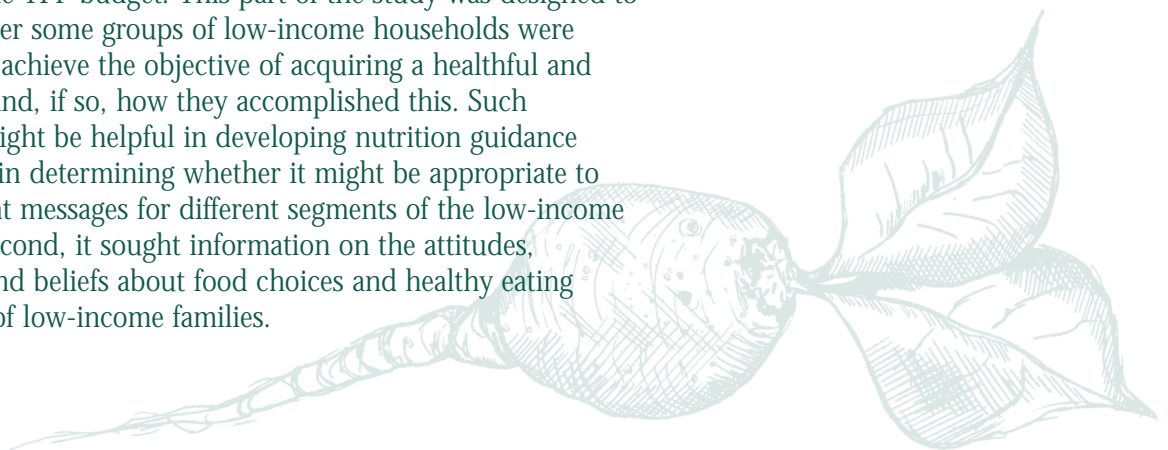 budget. This part of the study was designed to
er some groups of low-income households were
achieve the objective of acquiring a healthful and
nd, if so, how they accomplished this. Such
ight be helpful in developing nutrition guidance
in determining whether it might be appropriate to
t messages for different segments of the low-income
cond, it sought information on the attitudes,
nd beliefs about food choices and healthy eating
of low-income families.